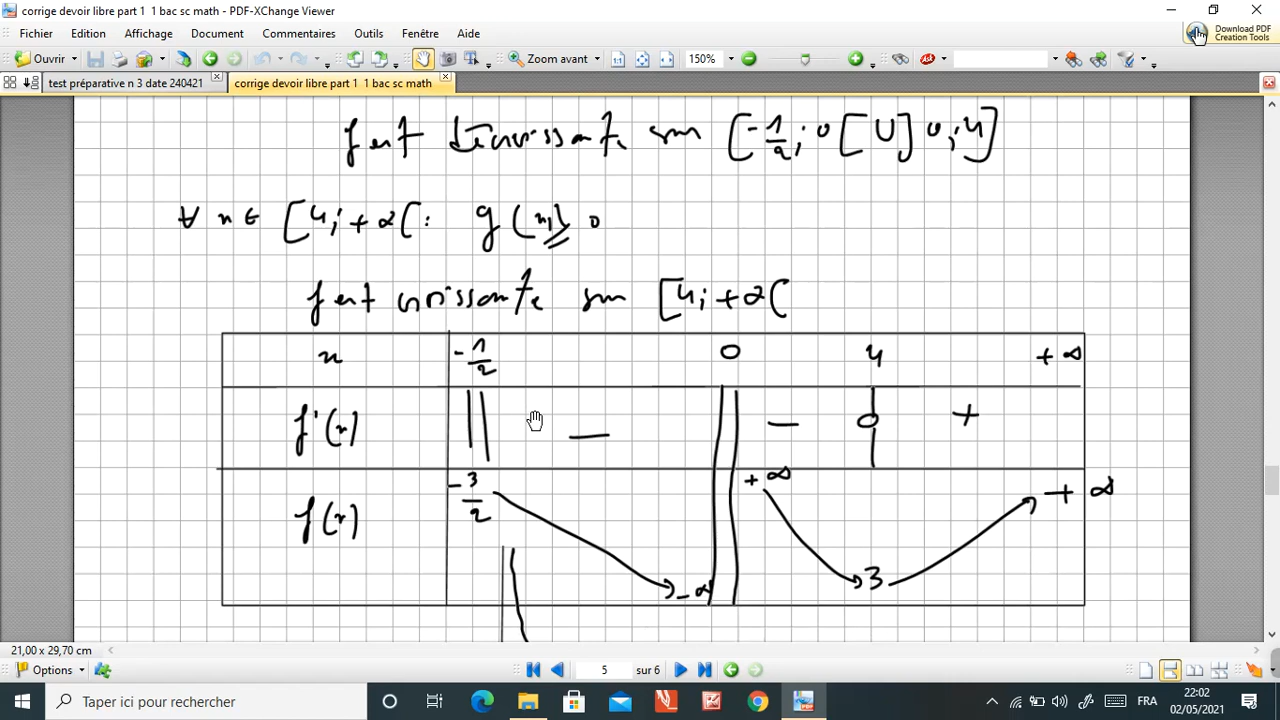 corrige devoir libre part 1 1 bac sc math - PDF-XChange Viewer
Fichier Edition Affichage Document Commentaires Outils Fenêtre Aide
Download PDF Creation Tools
Ouvrir Zoom avant 150%
test préparative n 3 date 240421 corrige devoir libre part 1 1 bac sc math
f est décroissante sur [-1/2; 0[ U ]0; 4]
∀ x ∈ [4; +∞[ : g(x) ≥ 0
f est croissante sur [4; +∞[
x -1/2 0 4 +∞
f'(x) || - || - 0 +
f(x) -3/2 -∞ +∞ 3 +∞
21,00 x 29,70 cm
Options 5 sur 6
Taper ici pour rechercher FRA 22:02
02/05/2021